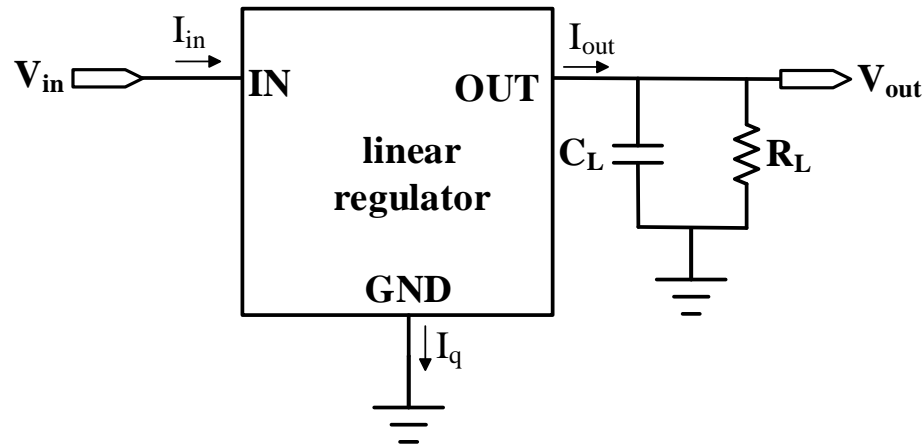 I_in
I_out
V_in
IN
OUT
V_out
linear
regulator
C_L
R_L
GND
I_q